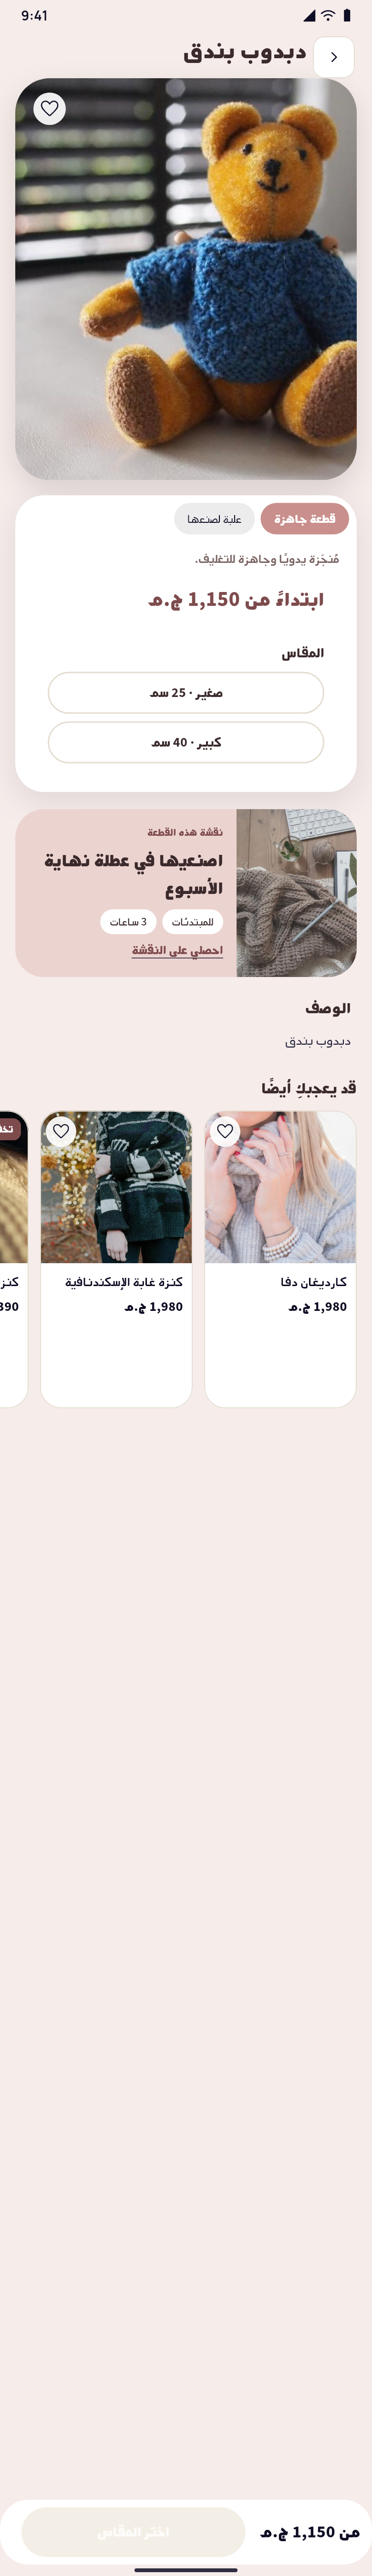 9:41
دبدوب بندق
قطعة جاهزة
علبة لصنعها
مُنجَزة يدويًا وجاهزة للتغليف.
ابتداءً من 1,150 ج.م
المقاس
صغير · 25 سم
كبير · 40 سم
نقشة هذه القطعة
اصنعيها في عطلة نهاية
الأسبوع
للمبتدئات
3 ساعات
احصلي على النقشة
الوصف
دبدوب بندق
قد يعجبكِ أيضًا
كارديغان دفا
1,980 ج.م
كنزة غابة الإسكندنافية
1,980 ج.م
تخف
كنز
390
من 1,150 ج.م
اختر المقاس